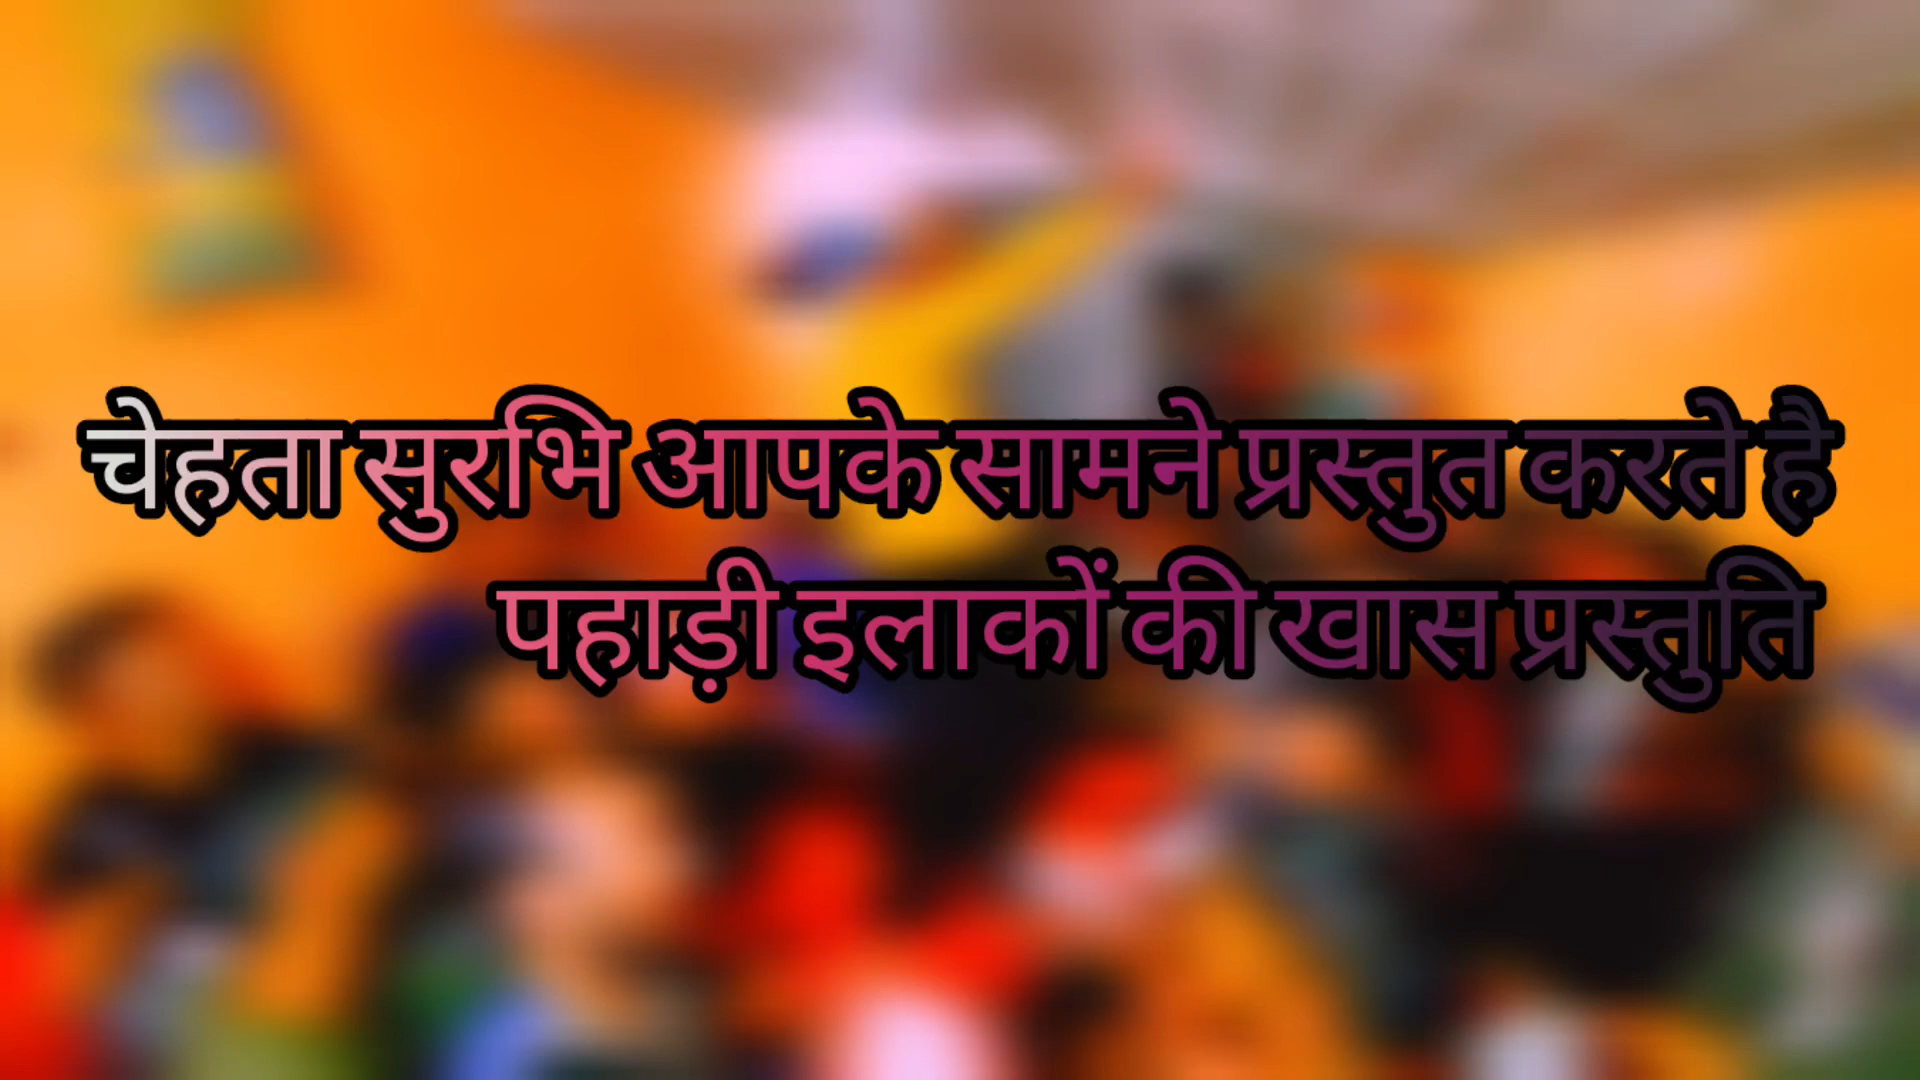 चेहता सुरभि आपके सामने प्रस्तुत करते है
पहाड़ी इलाकों की खास प्रस्तुति